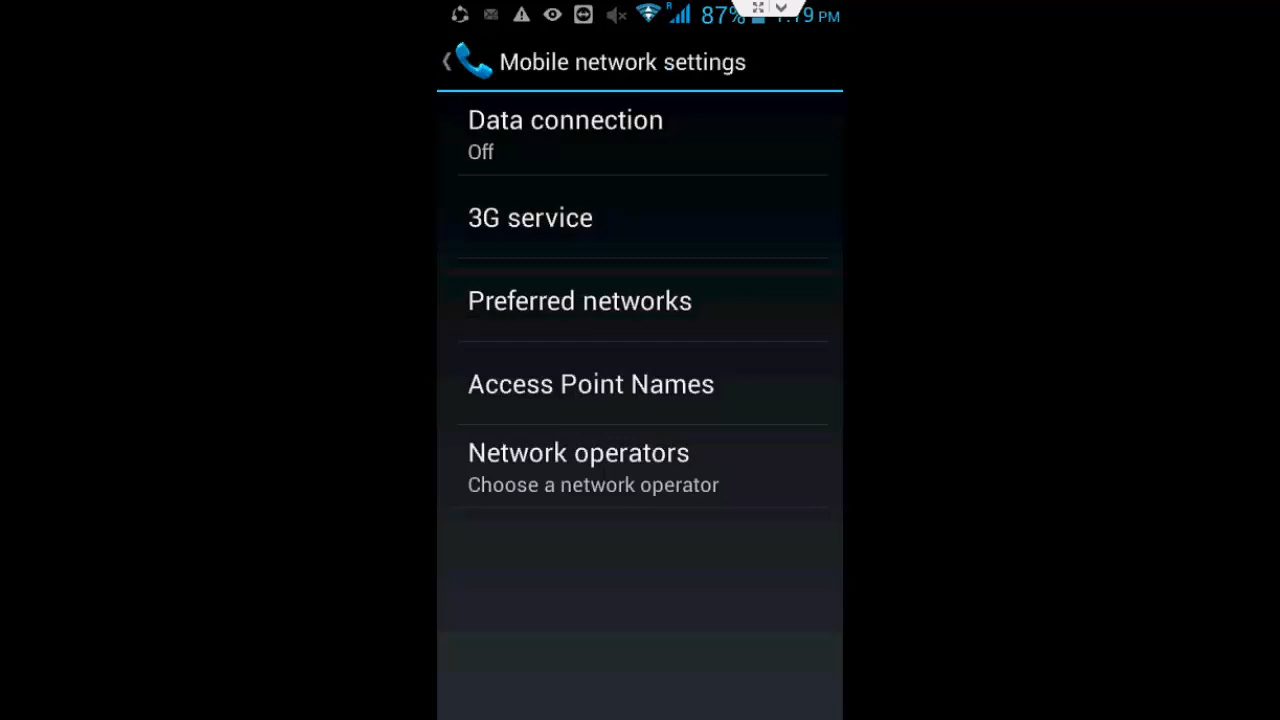 87%
Mobile network settings
Data connection
Off
3G service
Preferred networks
Access Point Names
Network operators
Choose a network operator